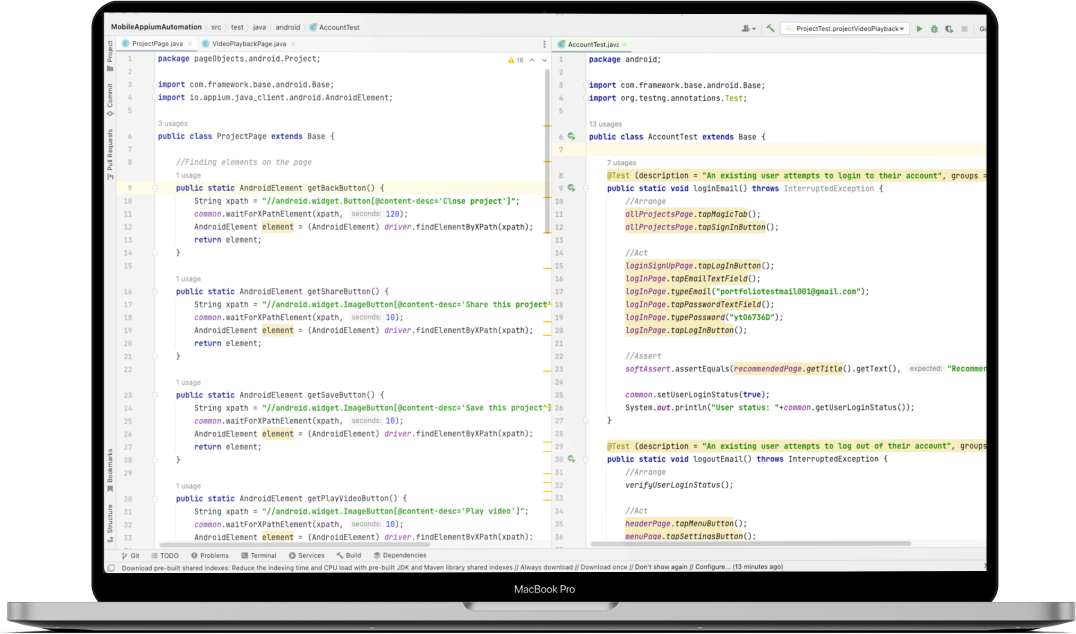 MobileAppiumAutomation src test java android AccountTest
ProjectTest.projectVideoPlayback
Project
Commit
Pull Requests
Bookmarks
Structure
ProjectPage.java
VideoPlaybackPage.java
16
1 package pageObjects.android.Project;
2
3 import com.framework.base.android.Base;
4 import io.appium.java_client.android.AndroidElement;
5
3 usages
6 public class ProjectPage extends Base {
7
8 //Finding elements on the page
1 usage
9 public static AndroidElement getBackButton() {
10 String xpath = "//android.widget.Button[@content-desc='Close project']";
11 common.waitForXPathElement(xpath, seconds: 120);
12 AndroidElement element = (AndroidElement) driver.findElementByXPath(xpath);
13 return element;
14 }
15
1 usage
16 public static AndroidElement getShareButton() {
17 String xpath = "//android.widget.ImageButton[@content-desc='Share this project
18 common.waitForXPathElement(xpath, seconds: 10);
19 AndroidElement element = (AndroidElement) driver.findElementByXPath(xpath);
20 return element;
21 }
22
1 usage
23 public static AndroidElement getSaveButton() {
24 String xpath = "//android.widget.ImageButton[@content-desc='Save this project'
25 common.waitForXPathElement(xpath, seconds: 10);
26 AndroidElement element = (AndroidElement) driver.findElementByXPath(xpath);
27 return element;
28 }
29
1 usage
30 public static AndroidElement getPlayVideoButton() {
31 String xpath = "//android.widget.ImageButton[@content-desc='Play video']";
32 common.waitForXPathElement(xpath, seconds: 10);
33 AndroidElement element = (AndroidElement) driver.findElementByXPath(xpath);
AccountTest.java
1 package android;
2
3 import com.framework.base.android.Base;
4 import org.testng.annotations.Test;
5
13 usages
6 public class AccountTest extends Base {
7
7 usages
8 @Test (description = "An existing user attempts to login to their account", groups =
9 public static void loginEmail() throws InterruptedException {
10 //Arrange
11 allProjectsPage.tapMagicTab();
12 allProjectsPage.tapSignInButton();
13
14 //Act
15 loginSignUpPage.tapLogInButton();
16 logInPage.tapEmailTextField();
17 logInPage.typeEmail("portfoliotestmail001@gmail.com");
18 logInPage.tapPasswordTextField();
19 logInPage.typePassword("ytO6736D");
20 logInPage.tapLogInButton();
21
22 //Assert
23 softAssert.assertEquals(recommendedPage.getTitle().getText(), expected: "Recommen
24
25 common.setUserLoginStatus(true);
26 System.out.println("User status: "+common.getUserLoginStatus());
27 }
28
29 @Test (description = "An existing user attempts to log out of their account", groups
30 public static void logoutEmail() throws InterruptedException {
31 //Arrange
32 verifyUserLoginStatus();
33
34 //Act
35 headerPage.tapMenuButton();
36 menuPage.tapSettingsButton();
Git TODO Problems Terminal Services Build Dependencies
Download pre-built shared indexes: Reduce the indexing time and CPU load with pre-built JDK and Maven library shared indexes // Always download // Download once // Don't show again // Configure... (13 minutes ago)
MacBook Pro